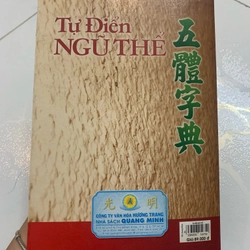 Tự Điển
NGŨ THỂ
五體字典
光 明
CÔNG TY VĂN HÓA HƯƠNG TRANG
NHÀ SÁCH QUANG MINH